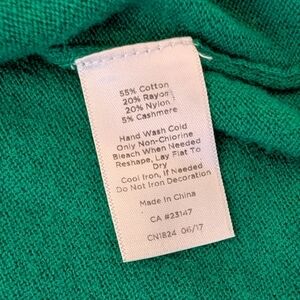 55% Cotton
20% Rayon
20% Nylon
5% Cashmere
Hand Wash Cold
Only Non-Chlorine
Bleach When Needed
Reshape, Lay Flat To
Dry
Cool Iron, If Needed
Do Not Iron Decoration
Made In China
CA #23147
CN1824 06/17